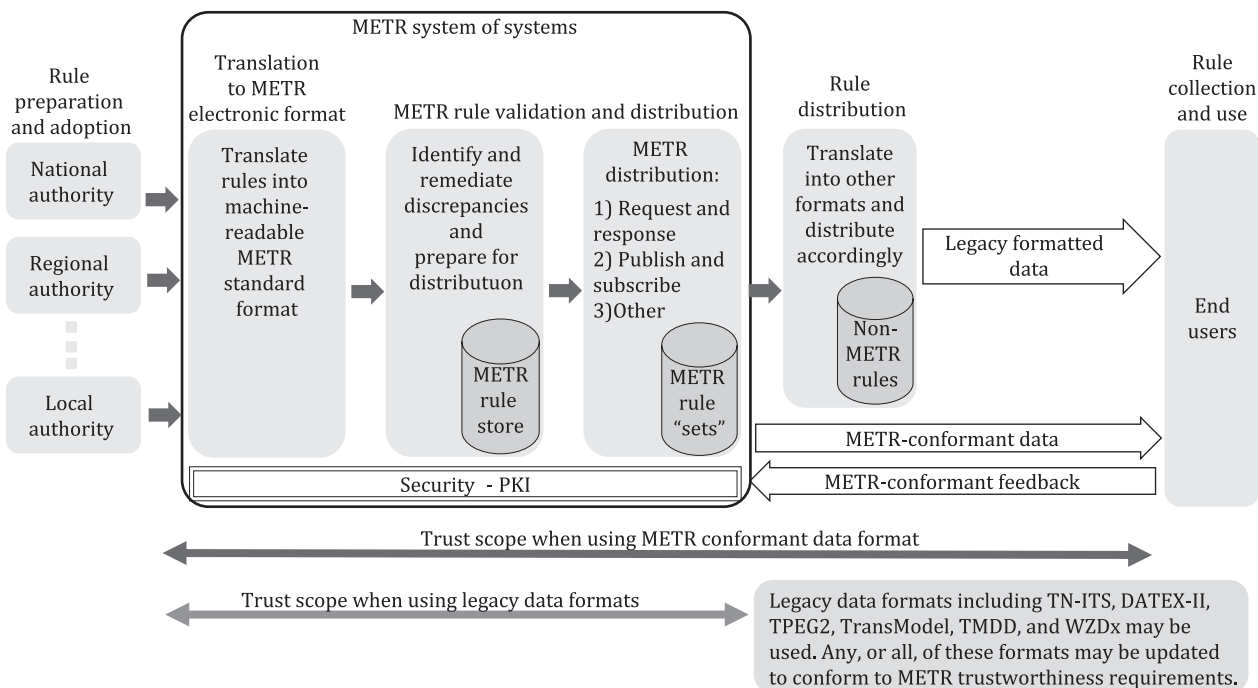 METR system of systems
Rule
preparation
and adoption
National
authority
Regional
authority
Local
authority
Translation
to METR
electronic format
Translate
rules into
machine-
readable
METR
standard
format
METR rule validation and distribution
Identify and
remediate
discrepancies
and
prepare for
distributuon
METR
rule
store
METR
distribution:
1) Request and
response
2) Publish and
subscribe
3)Other
METR
rule
“sets”
Security - PKI
Rule
distribution
Translate
into other
formats and
distribute
accordingly
Non-
METR
rules
Legacy formatted
data
METR-conformant data
METR-conformant feedback
Rule
collection
and use
End
users
Trust scope when using METR conformant data format
Trust scope when using legacy data formats
Legacy data formats including TN-ITS, DATEX-II,
TPEG2, TransModel, TMDD, and WZDx may be
used. Any, or all, of these formats may be updated
to conform to METR trustworthiness requirements.